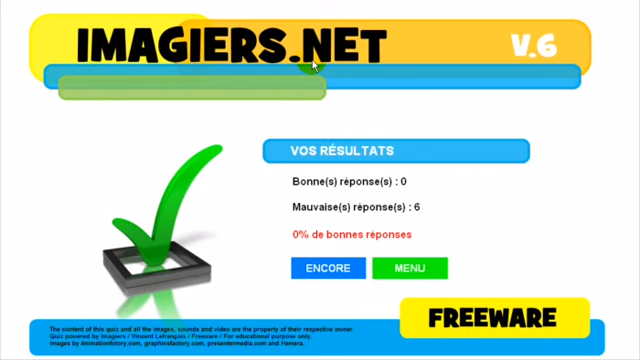 IMAGIERS.NET
V.6
VOS RÉSULTATS
Bonne(s) réponse(s) : 0
Mauvaise(s) réponse(s) : 6
0% de bonnes réponses
ENCORE
MENU
FREEWARE
The content of this quiz and all the images, sounds and video are the property of their respective owner.
Quiz powered by Imagiers / Vincent Lefrançois / Freeware / For educational purpose only.
Images by Animationfactory.com, graphicsfactory.com, presentermedia.com and Hemera.